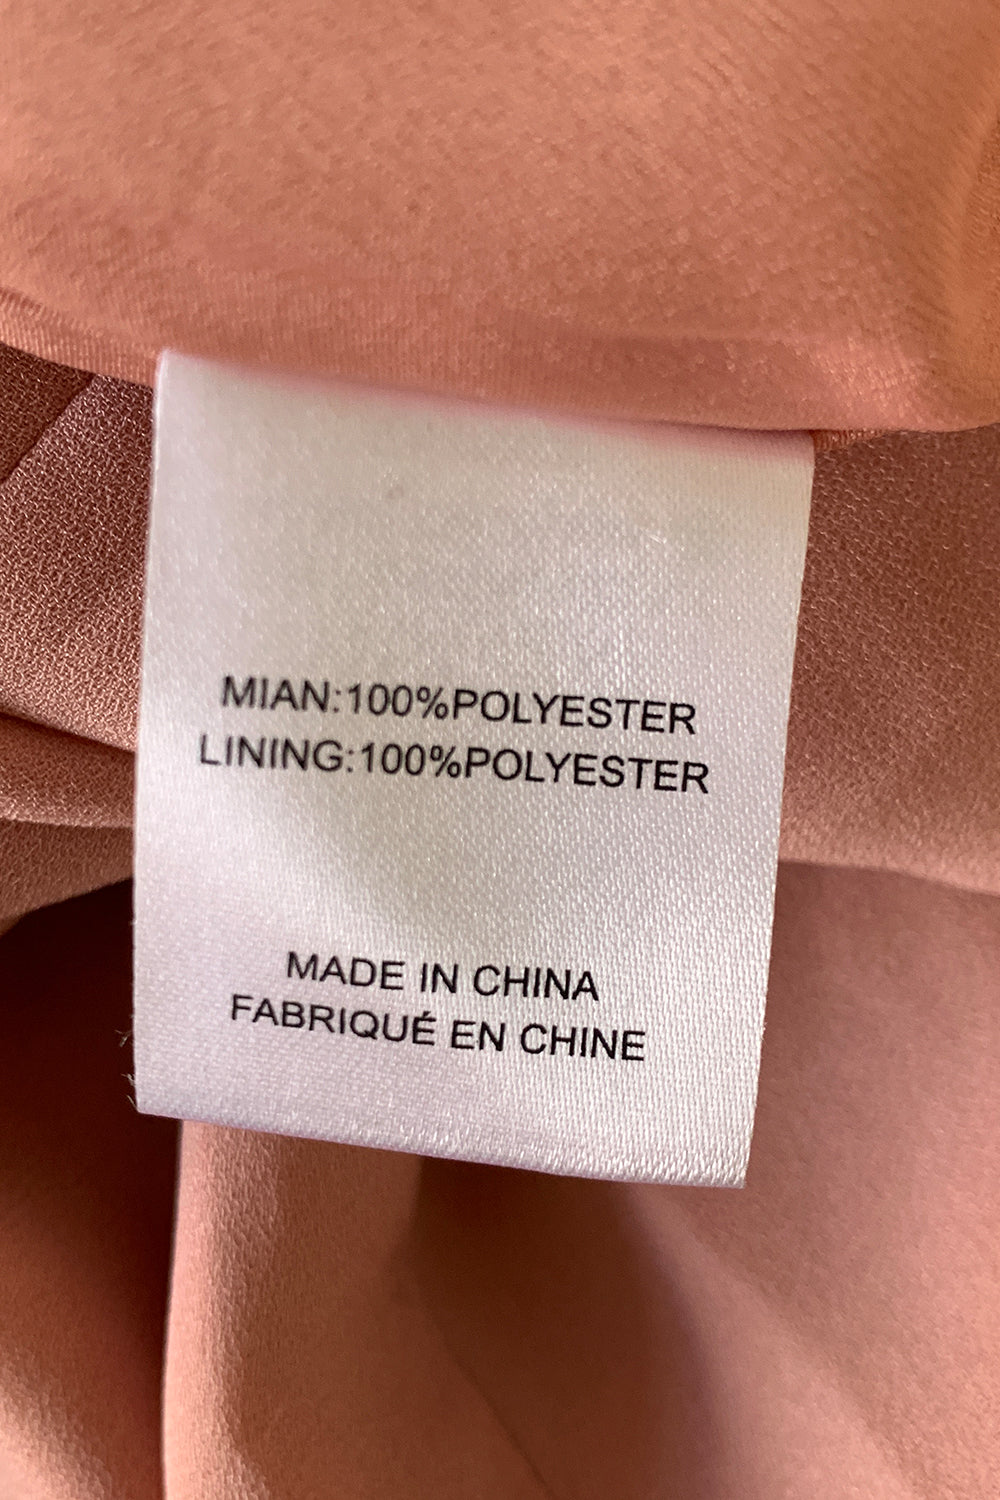 MIAN:100%POLYESTER
LINING:100%POLYESTER
MADE IN CHINA
FABRIQUÉ EN CHINE